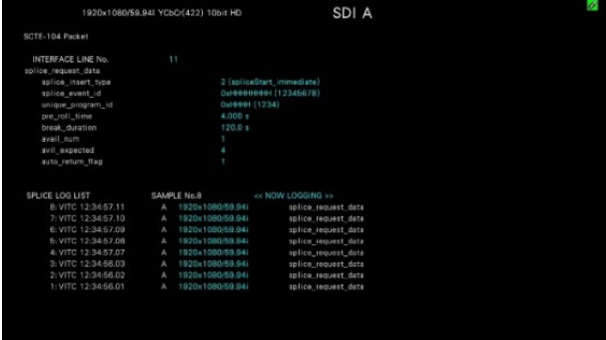 1920x1080/59.94I YCbCr(422) 10bit HD SDI A
SCTE-104 Packet
INTERFACE LINE No. 11
splice_request_data
splice_insert_type 2 (spliceStart_immediate)
splice_event_id 0xHHHHHHHH (12345678)
unique_program_id 0xHHHH (1234)
pre_roll_time 4.000 s
break_duration 120.0 s
avail_num 1
avil_expected 4
auto_return_flag 1
SPLICE LOG LIST SAMPLE No.8 << NOW LOGGING >>
8: VITC 12:34:57.11 A 1920x1080/59.94i splice_request_data
7: VITC 12:34:57.10 A 1920x1080/59.94i splice_request_data
6: VITC 12:34:57.09 A 1920x1080/59.94i splice_request_data
5: VITC 12:34:57.08 A 1920x1080/59.94i splice_request_data
4: VITC 12:34:57.07 A 1920x1080/59.94i splice_request_data
3: VITC 12:34:56.03 A 1920x1080/59.94i splice_request_data
2: VITC 12:34:56.02 A 1920x1080/59.94i splice_request_data
1: VITC 12:34:56.01 A 1920x1080/59.94i splice_request_data